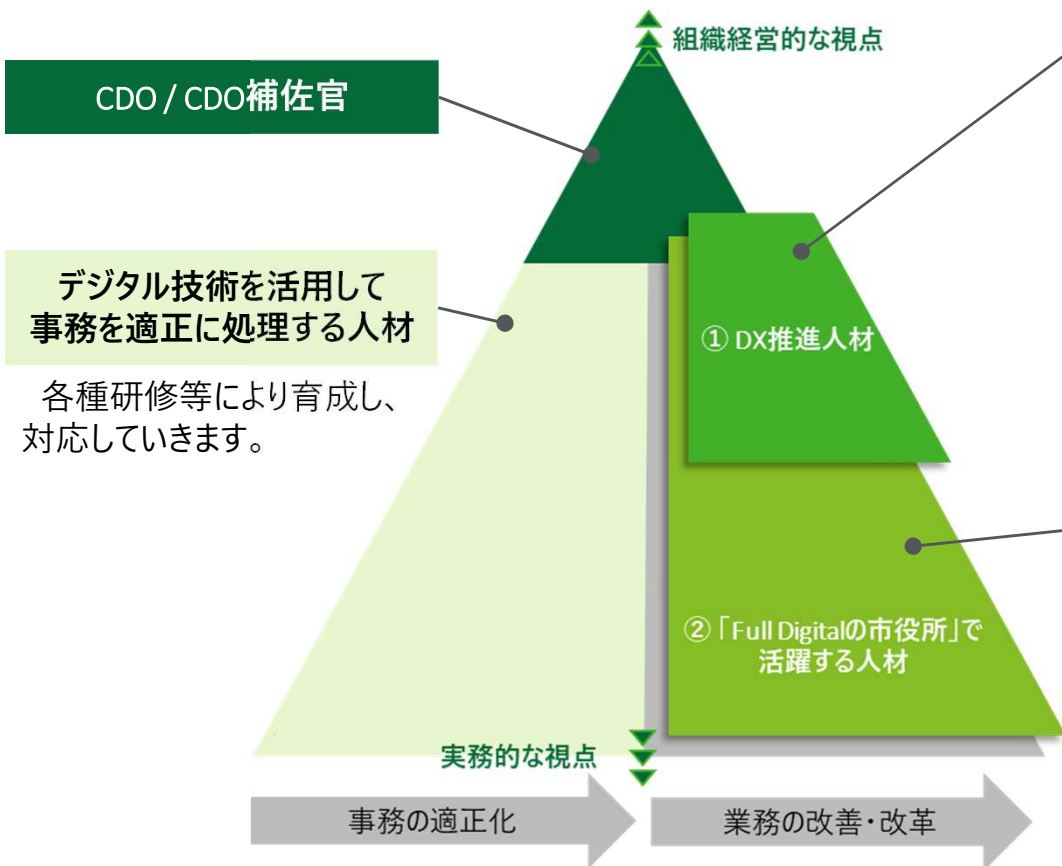 組織経営的な視点
CDO / CDO補佐官
デジタル技術を活用して
事務を適正に処理する人材
各種研修等により育成し、
対応していきます。
① DX推進人材
②「Full Digitalの市役所」で
活躍する人材
実務的な視点
事務の適正化
業務の改善・改革